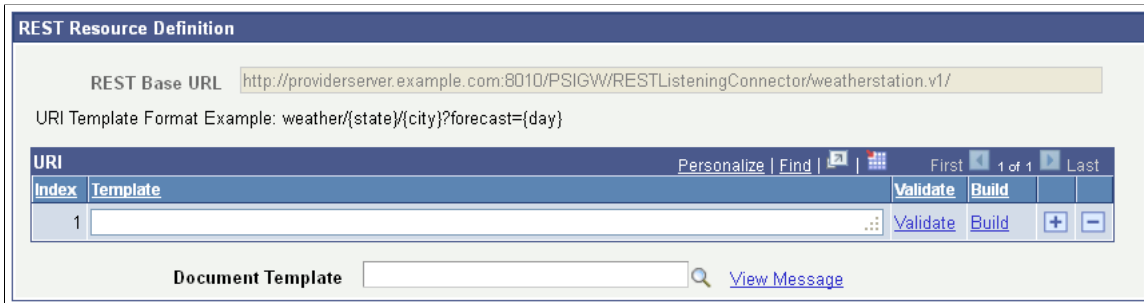 REST Resource Definition
REST Base URL http://providerserver.example.com:8010/PSIGW/RESTListeningConnector/weatherstation.v1/
URI Template Format Example: weather/{state}/{city}?forecast={day}
URI Personalize | Find | | First 1 of 1 Last
Index Template Validate Build
1 Validate Build
Document Template View Message